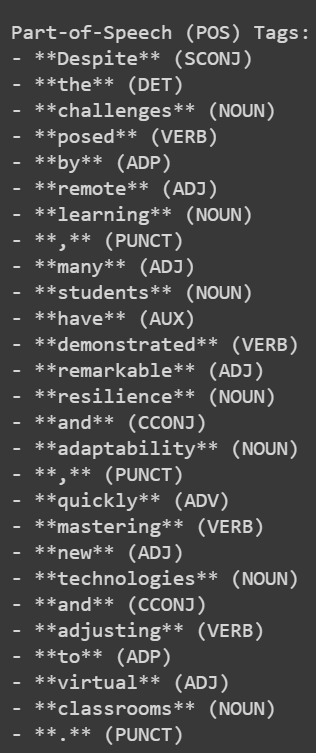 Part-of-Speech (POS) Tags:
- **Despite** (SCONJ)
- **the** (DET)
- **challenges** (NOUN)
- **posed** (VERB)
- **by** (ADP)
- **remote** (ADJ)
- **learning** (NOUN)
- **,** (PUNCT)
- **many** (ADJ)
- **students** (NOUN)
- **have** (AUX)
- **demonstrated** (VERB)
- **remarkable** (ADJ)
- **resilience** (NOUN)
- **and** (CCONJ)
- **adaptability** (NOUN)
- **,** (PUNCT)
- **quickly** (ADV)
- **mastering** (VERB)
- **new** (ADJ)
- **technologies** (NOUN)
- **and** (CCONJ)
- **adjusting** (VERB)
- **to** (ADP)
- **virtual** (ADJ)
- **classrooms** (NOUN)
- **.** (PUNCT)